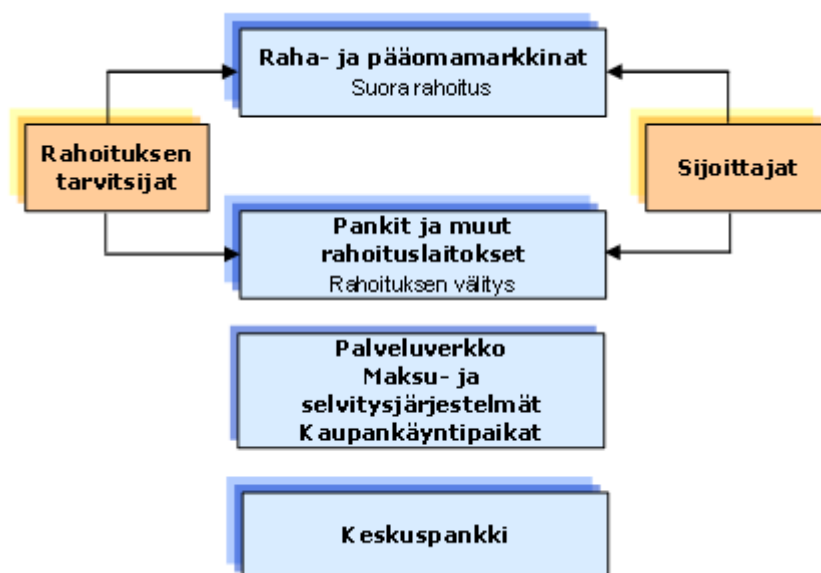 Raha- ja pääomamarkkinat
Suora rahoitus
Rahoituksen
tarvitsijat
Sijoittajat
Pankit ja muut
rahoituslaitokset
Rahoituksen välitys
Palveluverkko
Maksu- ja
selvitysjärjestelmät
Kaupankäyntipaikat
Keskuspankki